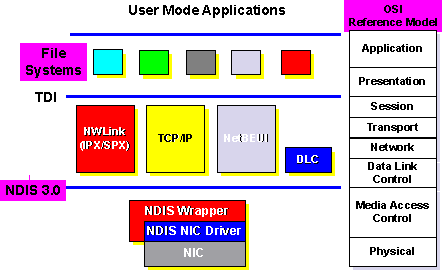 User Mode Applications
OSI
Reference Model
File
Systems
Application
Presentation
TDI
Session
NWLink
(IPX/SPX)
TCP/IP
NetBEUI
DLC
Transport
Network
Data Link
Control
NDIS 3.0
Media Access
Control
NDIS Wrapper
NDIS NIC Driver
NIC
Physical